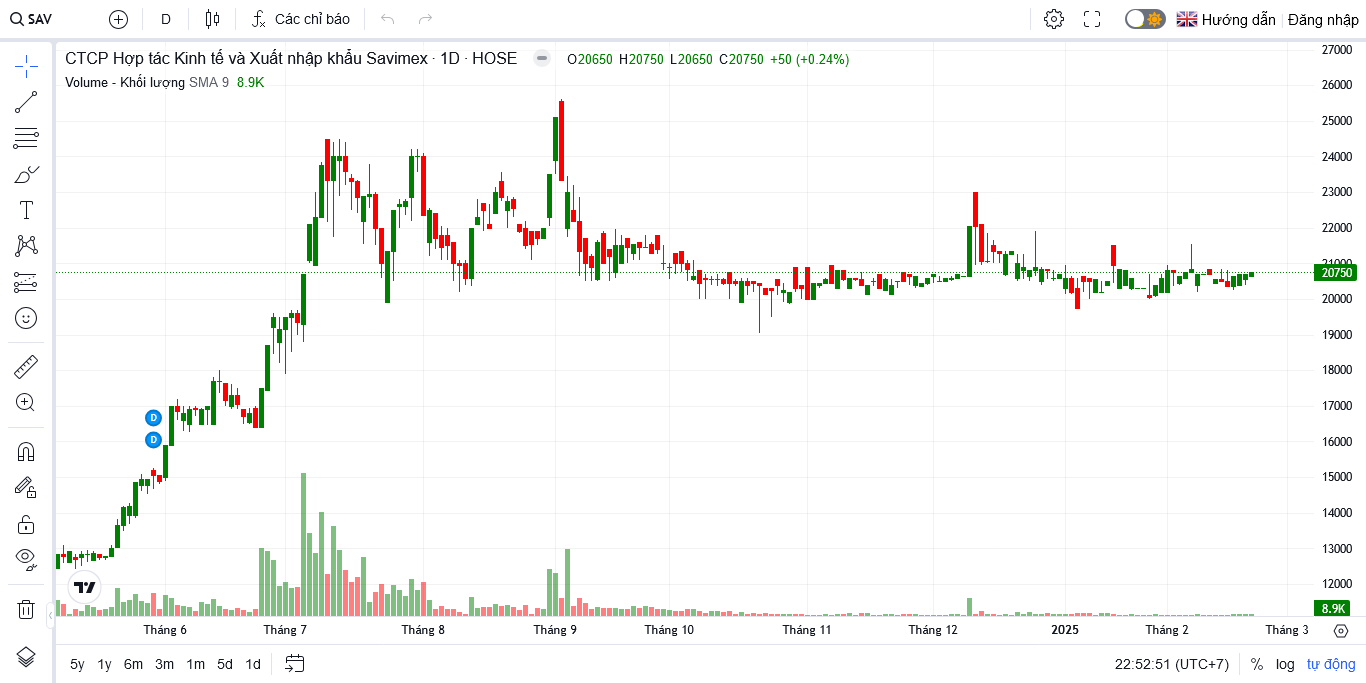 SAV D Các chỉ báo Hướng dẫn Đăng nhập
CTCP Hợp tác Kinh tế và Xuất nhập khẩu Savimex · 1D · HOSE O20650 H20750 L20650 C20750 +50 (+0.24%)
Volume - Khối lượng SMA 9 8.9K
27000
26000
25000
24000
23000
22000
21000
20750
20000
19000
18000
17000
16000
15000
14000
13000
12000
8.9K
D
D
Tháng 6 Tháng 7 Tháng 8 Tháng 9 Tháng 10 Tháng 11 Tháng 12 2025 Tháng 2 Tháng 3
5y 1y 6m 3m 1m 5d 1d 22:52:51 (UTC+7) % log tự động